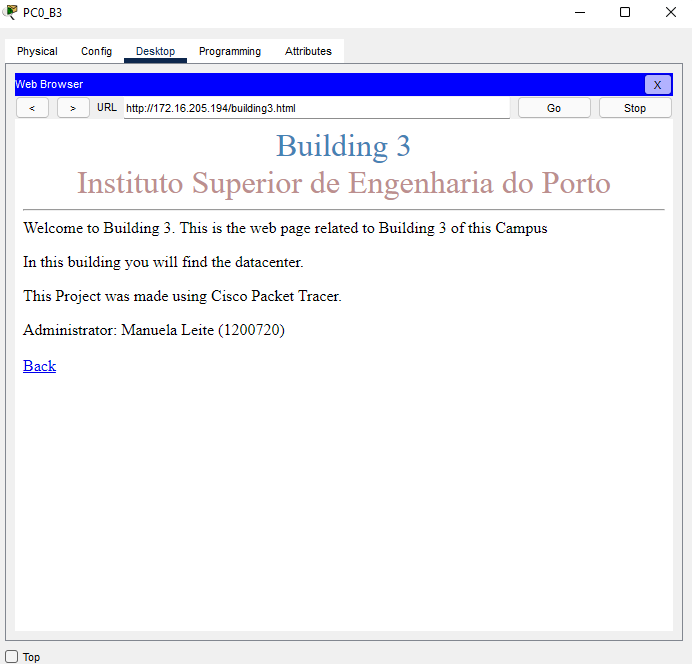 PC0_B3
Physical Config Desktop Programming Attributes
Web Browser X
< > URL http://172.16.205.194/building3.html Go Stop
Building 3
Instituto Superior de Engenharia do Porto
Welcome to Building 3. This is the web page related to Building 3 of this Campus
In this building you will find the datacenter.
This Project was made using Cisco Packet Tracer.
Administrator: Manuela Leite (1200720)
Back
Top